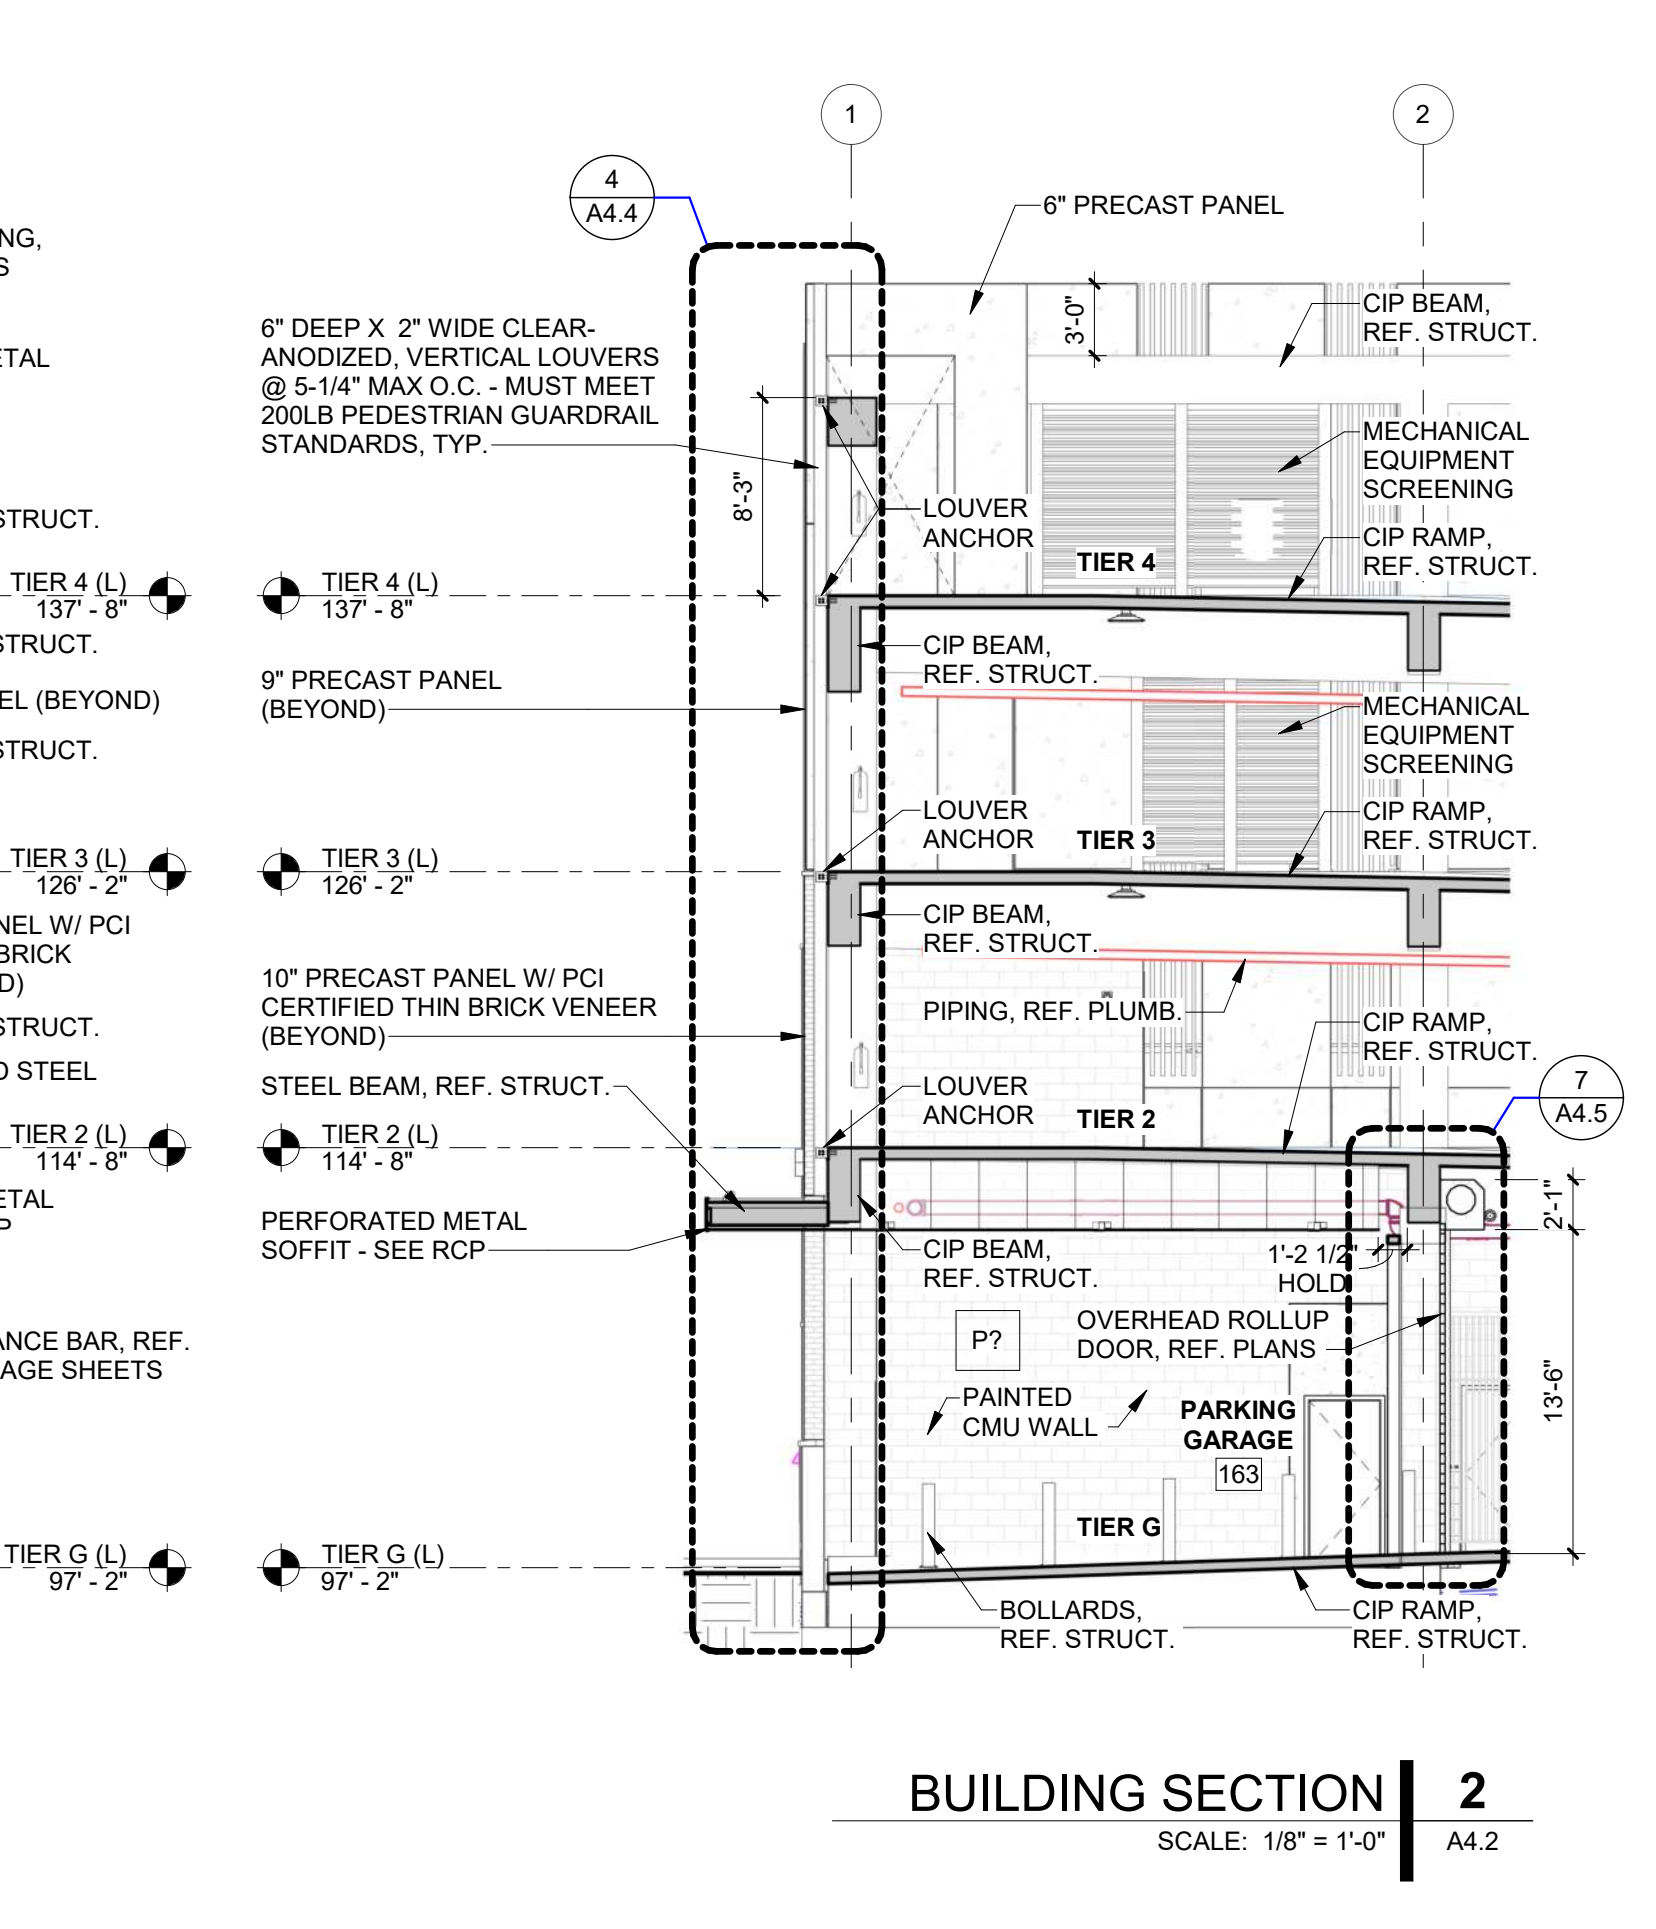 1
2
4
A4.4
6" PRECAST PANEL
NG,
S
6" DEEP X 2" WIDE CLEAR-
ANODIZED, VERTICAL LOUVERS
@ 5-1/4" MAX O.C. - MUST MEET
200LB PEDESTRIAN GUARDRAIL
STANDARDS, TYP.
3'-0"
CIP BEAM,
REF. STRUCT.
ETAL
8'-3"
MECHANICAL
EQUIPMENT
SCREENING
LOUVER
ANCHOR
STRUCT.
TIER 4
CIP RAMP,
REF. STRUCT.
TIER 4 (L)
137' - 8"
TIER 4 (L)
137' - 8"
STRUCT.
CIP BEAM,
REF. STRUCT.
9" PRECAST PANEL
(BEYOND)
EL (BEYOND)
STRUCT.
MECHANICAL
EQUIPMENT
SCREENING
LOUVER
ANCHOR
TIER 3
CIP RAMP,
REF. STRUCT.
TIER 3 (L)
126' - 2"
TIER 3 (L)
126' - 2"
NEL W/ PCI
BRICK
D)
CIP BEAM,
REF. STRUCT.
10" PRECAST PANEL W/ PCI
CERTIFIED THIN BRICK VENEER
(BEYOND)
PIPING, REF. PLUMB.
STRUCT.
CIP RAMP,
REF. STRUCT.
D STEEL
STEEL BEAM, REF. STRUCT.
LOUVER
ANCHOR
TIER 2
7
A4.5
TIER 2 (L)
114' - 8"
TIER 2 (L)
114' - 8"
ETAL
P
PERFORATED METAL
SOFFIT - SEE RCP
2'-1"
CIP BEAM,
REF. STRUCT.
1'-2 1/2"
HOLD
OVERHEAD ROLLUP
DOOR, REF. PLANS
P?
ANCE BAR, REF.
AGE SHEETS
PAINTED
CMU WALL
PARKING
GARAGE
163
13'-6"
TIER G
TIER G (L)
97' - 2"
TIER G (L)
97' - 2"
BOLLARDS,
REF. STRUCT.
CIP RAMP,
REF. STRUCT.
BUILDING SECTION
2
SCALE: 1/8" = 1'-0"
A4.2